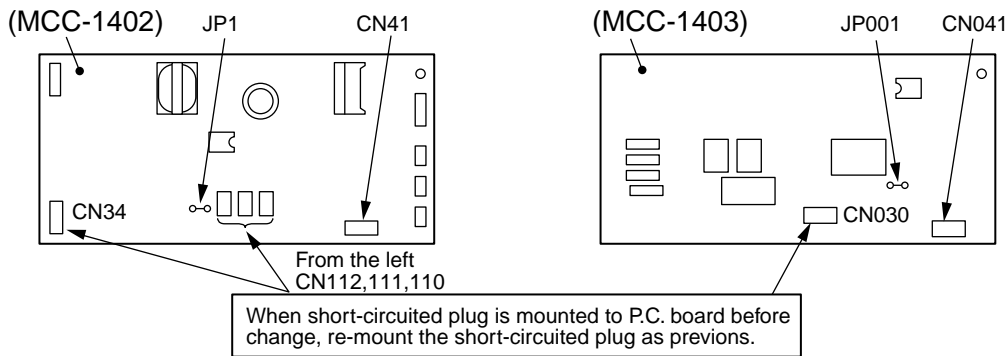 (MCC-1402) JP1 CN41
(MCC-1403) JP001 CN041
CN34
CN030
From the left
CN112,111,110
When short-circuited plug is mounted to P.C. board before
change, re-mount the short-circuited plug as previons.